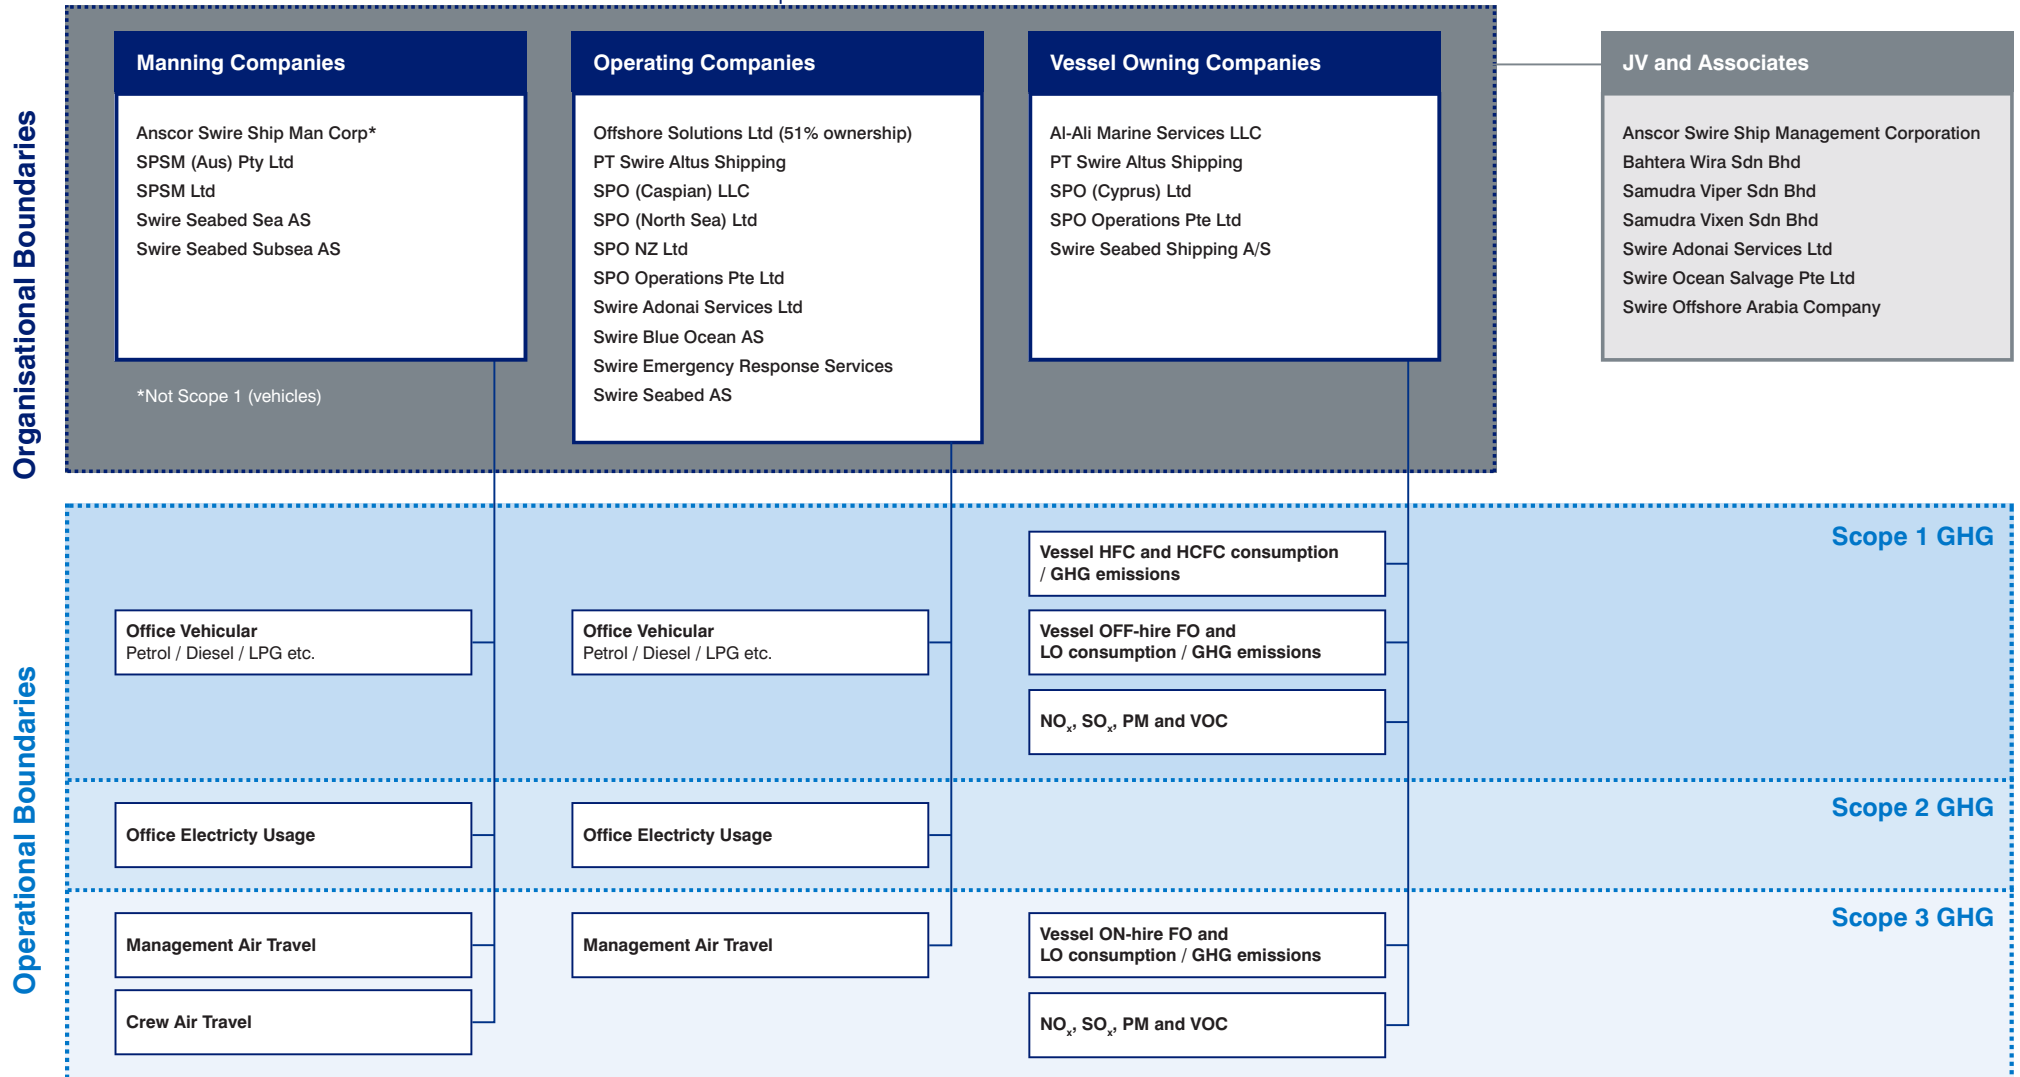 Organisational Boundaries
Manning Companies
Anscor Swire Ship Man Corp*
SPSM (Aus) Pty Ltd
SPSM Ltd
Swire Seabed Sea AS
Swire Seabed Subsea AS
*Not Scope 1 (vehicles)
Operating Companies
Offshore Solutions Ltd (51% ownership)
PT Swire Altus Shipping
SPO (Caspian) LLC
SPO (North Sea) Ltd
SPO NZ Ltd
SPO Operations Pte Ltd
Swire Adonai Services Ltd
Swire Blue Ocean AS
Swire Emergency Response Services
Swire Seabed AS
Vessel Owning Companies
Al-Ali Marine Services LLC
PT Swire Altus Shipping
SPO (Cyprus) Ltd
SPO Operations Pte Ltd
Swire Seabed Shipping A/S
JV and Associates
Anscor Swire Ship Management Corporation
Bahtera Wira Sdn Bhd
Samudra Viper Sdn Bhd
Samudra Vixen Sdn Bhd
Swire Adonai Services Ltd
Swire Ocean Salvage Pte Ltd
Swire Offshore Arabia Company
Operational Boundaries
Scope 1 GHG
Office Vehicular
Petrol / Diesel / LPG etc.
Office Vehicular
Petrol / Diesel / LPG etc.
Vessel HFC and HCFC consumption
/ GHG emissions
Vessel OFF-hire FO and
LO consumption / GHG emissions
NOx, SOx, PM and VOC
Scope 2 GHG
Office Electricty Usage
Office Electricty Usage
Scope 3 GHG
Management Air Travel
Crew Air Travel
Management Air Travel
Vessel ON-hire FO and
LO consumption / GHG emissions
NOx, SOx, PM and VOC